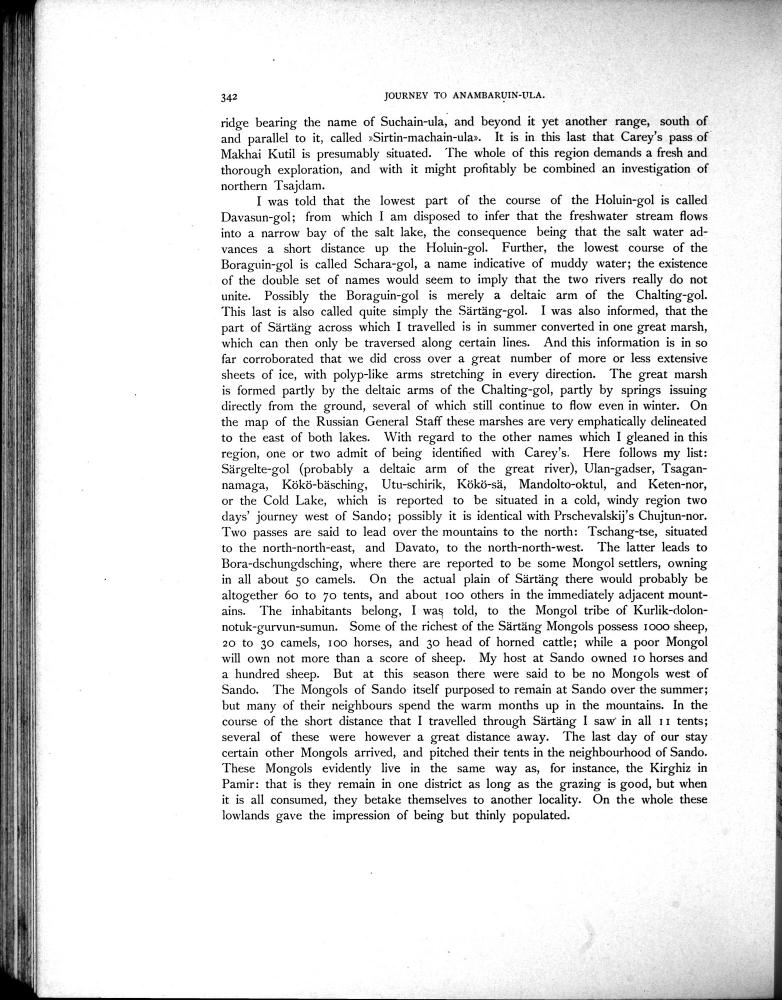 342 JOURNEY TO ANAMBARUIN-ULA.
ridge bearing the name of Suchain-ula, and beyond it yet another range, south of
and parallel to it, called »Sirtin-machain-ula». It is in this last that Carey's pass of
Makhai Kutil is presumably situated. The whole of this region demands a fresh and
thorough exploration, and with it might profitably be combined an investigation of
northern Tsajdam.
I was told that the lowest part of the course of the Holuin-gol is called
Davasun-gol; from which I am disposed to infer that the freshwater stream flows
into a narrow bay of the salt lake, the consequence being that the salt water ad-
vances a short distance up the Holuin-gol. Further, the lowest course of the
Boraguin-gol is called Schara-gol, a name indicative of muddy water; the existence
of the double set of names would seem to imply that the two rivers really do not
unite. Possibly the Boraguin-gol is merely a deltaic arm of the Chalting-gol.
This last is also called quite simply the Särtäng-gol. I was also informed, that the
part of Särtäng across which I travelled is in summer converted in one great marsh,
which can then only be traversed along certain lines. And this information is in so
far corroborated that we did cross over a great number of more or less extensive
sheets of ice, with polyp-like arms stretching in every direction. The great marsh
is formed partly by the deltaic arms of the Chalting-gol, partly by springs issuing
directly from the ground, several of which still continue to flow even in winter. On
the map of the Russian General Staff these marshes are very emphatically delineated
to the east of both lakes. With regard to the other names which I gleaned in this
region, one or two admit of being identified with Carey's. Here follows my list:
Särgelte-gol (probably a deltaic arm of the great river), Ulan-gadser, Tsagan-
namaga, Kökö-bäsching, Utu-schirik, Kökö-sä, Mandolto-oktul, and Keten-nor,
or the Cold Lake, which is reported to be situated in a cold, windy region two
days' journey west of Sando; possibly it is identical with Prschevalskij's Chujtun-nor.
Two passes are said to lead over the mountains to the north: Tschang-tse, situated
to the north-north-east, and Davato, to the north-north-west. The latter leads to
Bora-dschungdsching, where there are reported to be some Mongol settlers, owning
in all about 50 camels. On the actual plain of Särtäng there would probably be
altogether 60 to 70 tents, and about 100 others in the immediately adjacent mount-
ains. The inhabitants belong, I was told, to the Mongol tribe of Kurlik-dolon-
notuk-gurvun-sumun. Some of the richest of the Särtäng Mongols possess 1000 sheep,
20 to 30 camels, 100 horses, and 30 head of horned cattle; while a poor Mongol
will own not more than a score of sheep. My host at Sando owned 10 horses and
a hundred sheep. But at this season there were said to be no Mongols west of
Sando. The Mongols of Sando itself purposed to remain at Sando over the summer;
but many of their neighbours spend the warm months up in the mountains. In the
course of the short distance that I travelled through Särtäng I saw in all 11 tents;
several of these were however a great distance away. The last day of our stay
certain other Mongols arrived, and pitched their tents in the neighbourhood of Sando.
These Mongols evidently live in the same way as, for instance, the Kirghiz in
Pamir: that is they remain in one district as long as the grazing is good, but when
it is all consumed, they betake themselves to another locality. On the whole these
lowlands gave the impression of being but thinly populated.